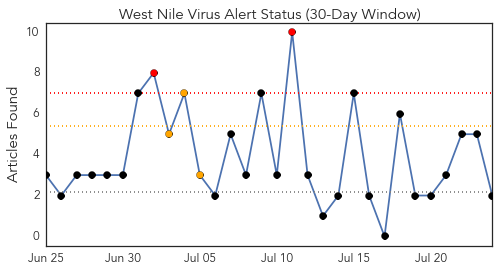 West Nile Virus Alert Status (30-Day Window)
Articles Found
10
8
6
4
2
0
Jun 25 Jun 30 Jul 05 Jul 10 Jul 15 Jul 20